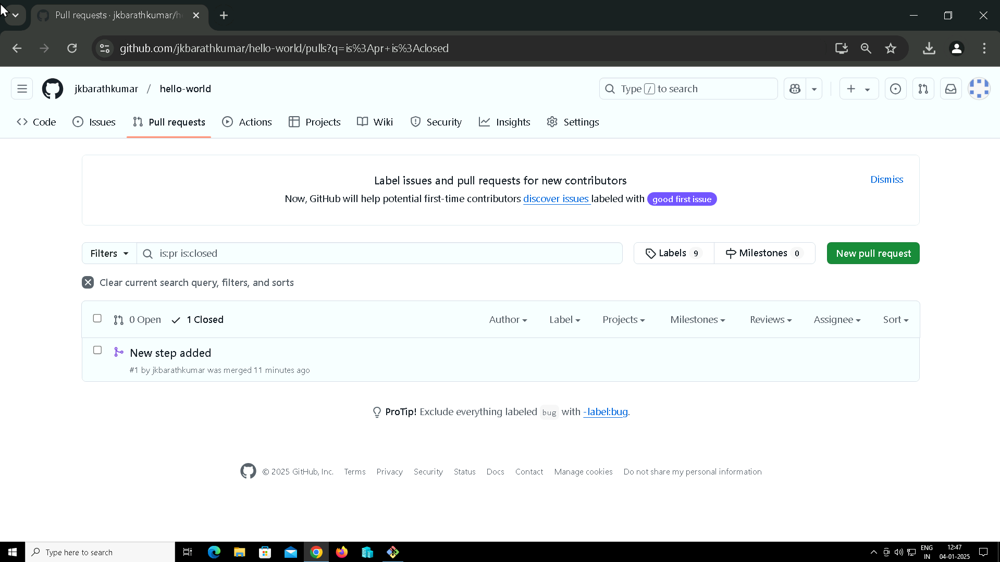 Pull requests · jkbarathkumar/he
github.com/jkbarathkumar/hello-world/pulls?q=is%3Apr+is%3Aclosed
jkbarathkumar / hello-world
Type / to search
Code Issues Pull requests Actions Projects Wiki Security Insights Settings
Label issues and pull requests for new contributors
Dismiss
Now, GitHub will help potential first-time contributors discover issues labeled with good first issue
Filters is:pr is:closed Labels 9 Milestones 0 New pull request
Clear current search query, filters, and sorts
0 Open 1 Closed Author Label Projects Milestones Reviews Assignee Sort
New step added
#1 by jkbarathkumar was merged 11 minutes ago
ProTip! Exclude everything labeled bug with -label:bug.
© 2025 GitHub, Inc. Terms Privacy Security Status Docs Contact Manage cookies Do not share my personal information
Type here to search
ENG
IN
12:47
04-01-2025